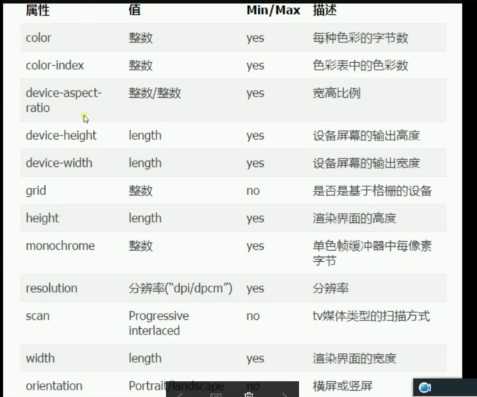 属性 值 Min/Max 描述
color 整数 yes 每种色彩的字节数
color-index 整数 yes 色彩表中的色彩数
device-aspect-ratio 整数/整数 yes 宽高比例
device-height length yes 设备屏幕的输出高度
device-width length yes 设备屏幕的输出宽度
grid 整数 no 是否是基于格栅的设备
height length yes 渲染界面的高度
monochrome 整数 yes 单色帧缓冲器中每像素字节
resolution 分辨率(“dpi/dpcm”) yes 分辨率
scan Progressive interlaced no tv媒体类型的扫描方式
width length yes 渲染界面的宽度
orientation Portrait/landscape no 横屏或竖屏